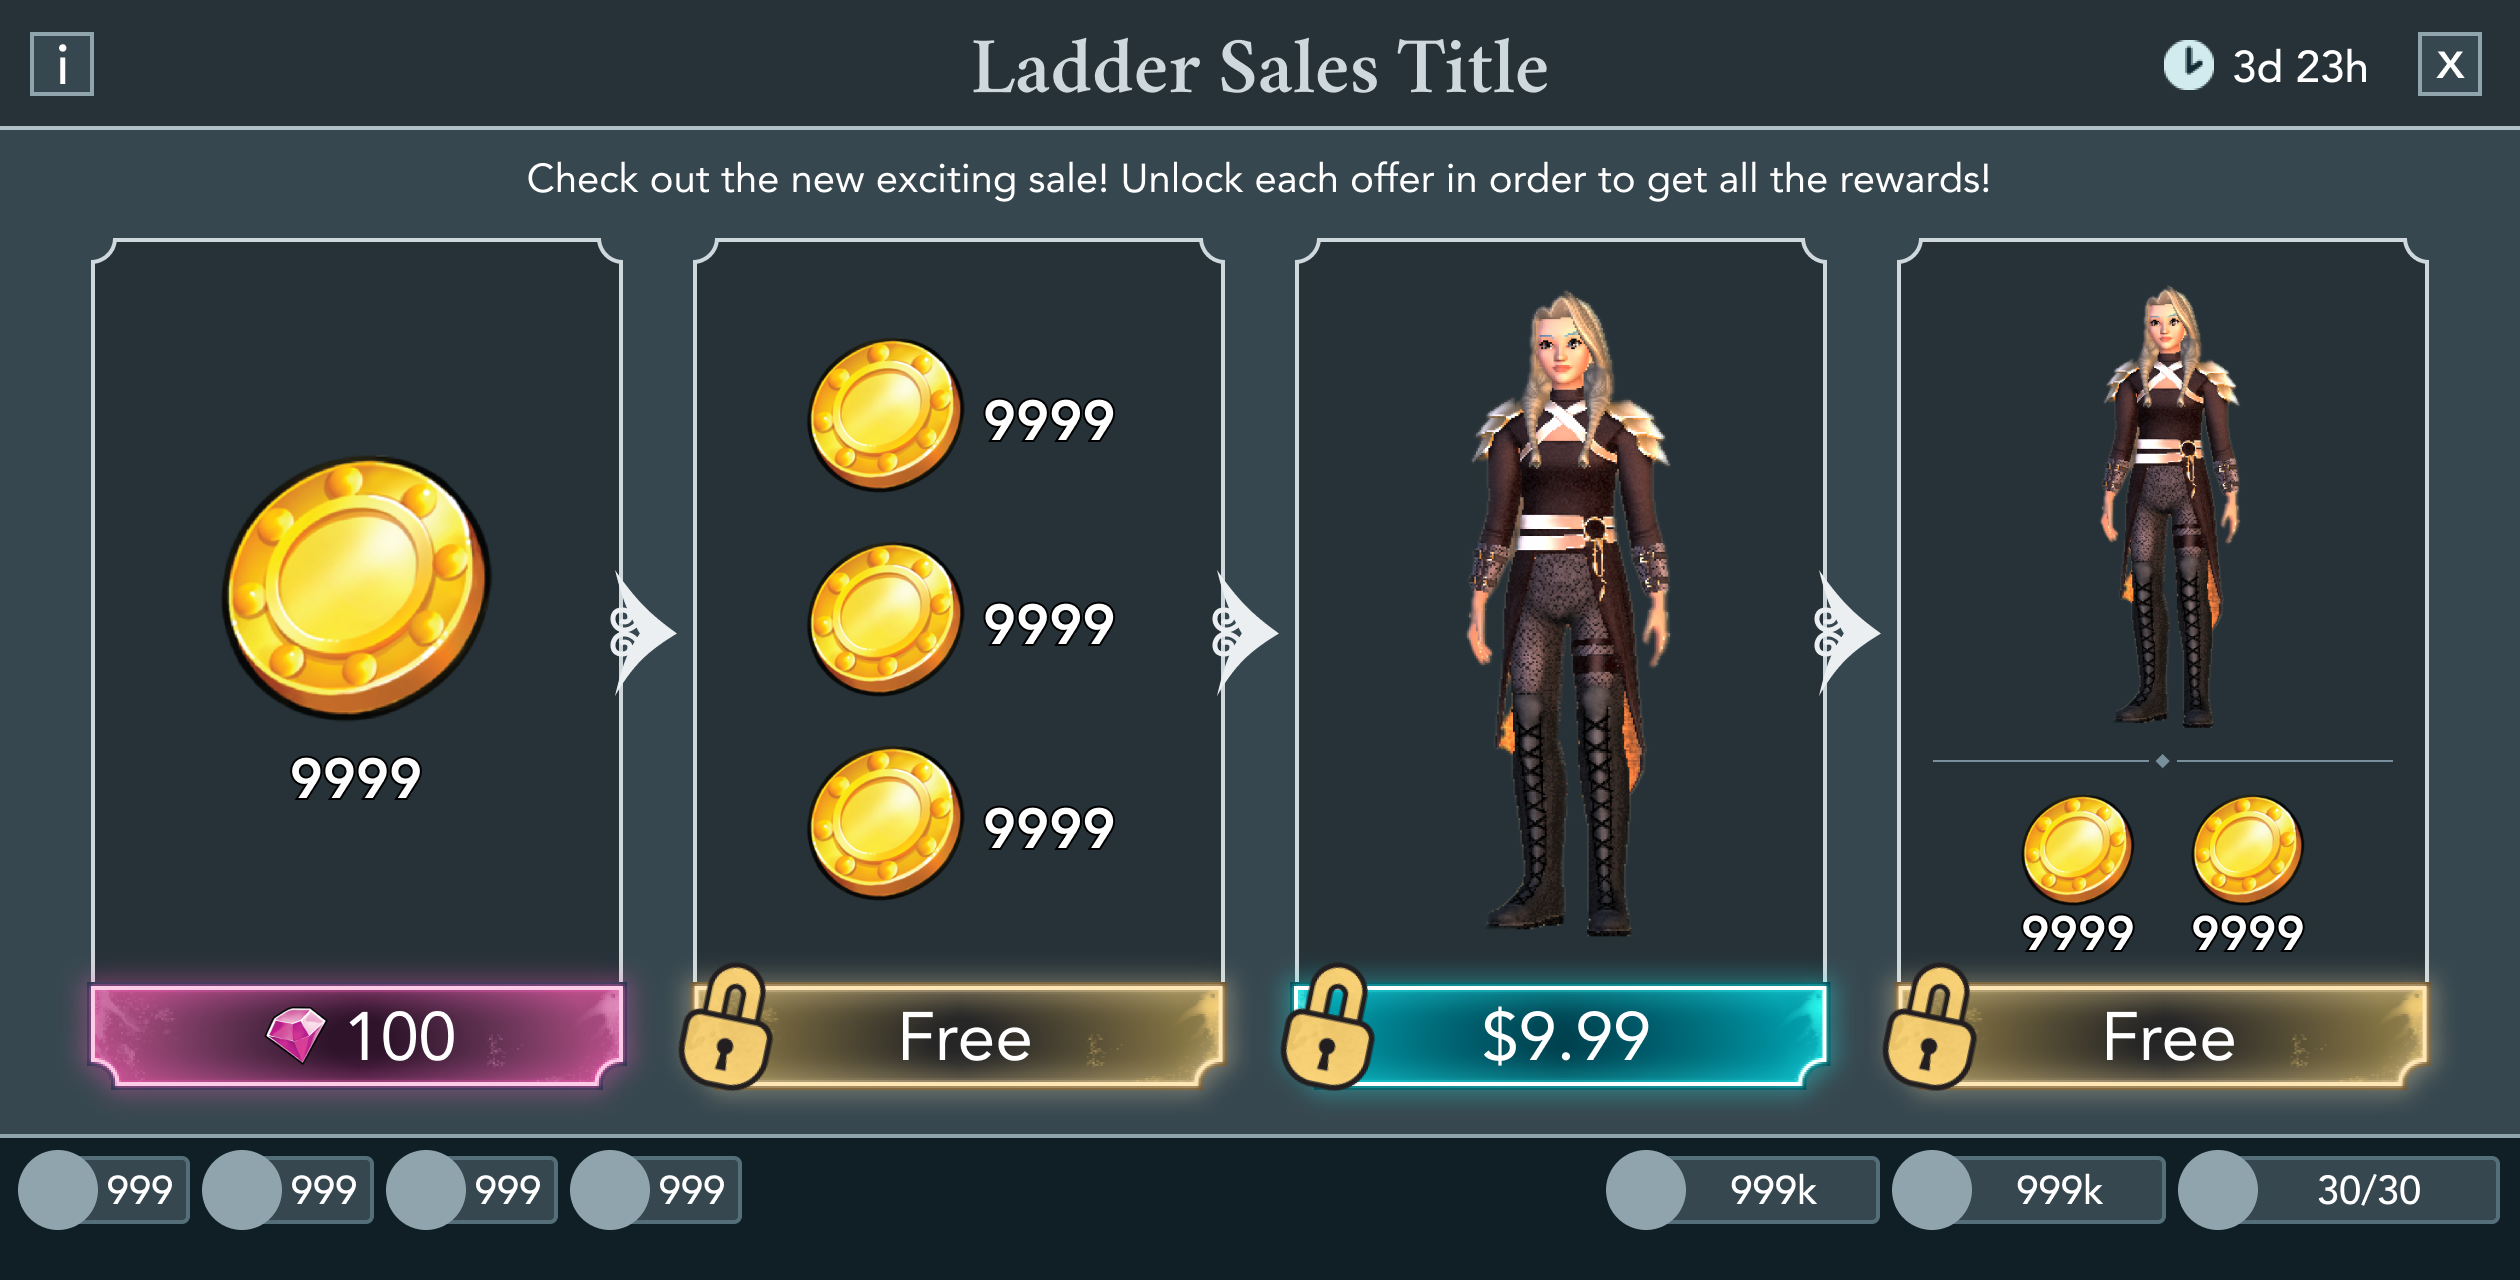 i
Ladder Sales Title
3d 23h
X
Check out the new exciting sale! Unlock each offer in order to get all the rewards!
9999
100
9999
9999
9999
Free
$9.99
9999 9999
Free
999 999 999 999
999k 999k 30/30